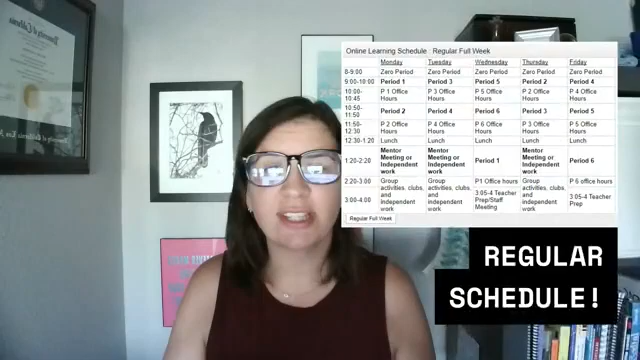 University of California
Online Learning Schedule : Regular Full Week
Monday Tuesday Wednesday Thursday Friday
8-9:00 Zero Period Zero Period Zero Period Zero Period Zero Period
9:00-10:00 Period 1 Period 3 Period 5 Period 2 Period 4
10:00-10:45 P 1 Office Hours P 3 Office Hours P 5 Office Hours P 2 Office Hours P 4 Office Hours
10:50-11:50 Period 2 Period 4 Period 6 Period 3 Period 5
11:50-12:30 P 2 Office Hours P 4 Office Hours P 6 Office Hours P 3 Office Hours P 5 Office Hours
12:30-1:20 Lunch Lunch Lunch Lunch Lunch
1:20-2:20 Mentor Meeting or Independent work Mentor Meeting or Independent work Period 1 Mentor Meeting or Independent work Period 6
2:20-3:00 Group activities, clubs, and independent work Group activities, clubs, and independent work P1 Office hours Group activities, clubs, and independent work P 6 office hours
3:00-4:00 3:05-4 Teacher Prep/Staff Meeting 3:05-4 Teacher Prep
Regular Full Week
REGULAR
SCHEDULE!